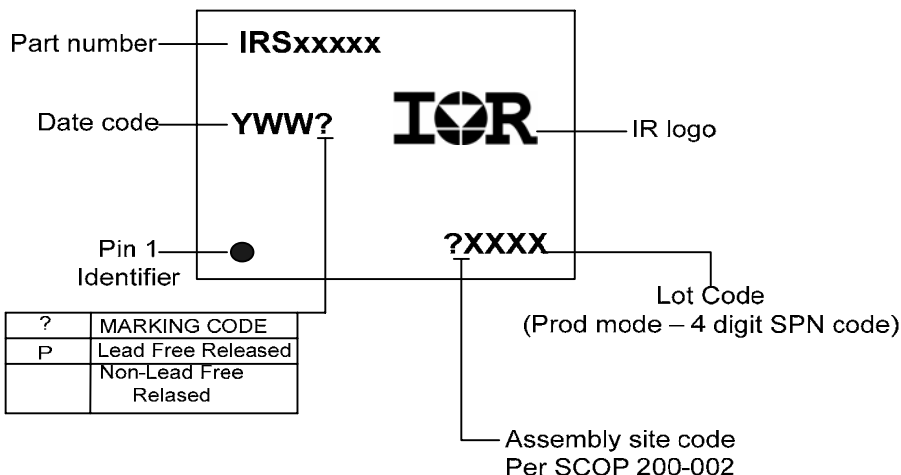 Part number
IRSxxxxx
Date code
YWW?
IOR
IR logo
Pin 1
Identifier
?XXXX
Lot Code
(Prod mode – 4 digit SPN code)
? MARKING CODE
P Lead Free Released
Non-Lead Free
Relased
Assembly site code
Per SCOP 200-002